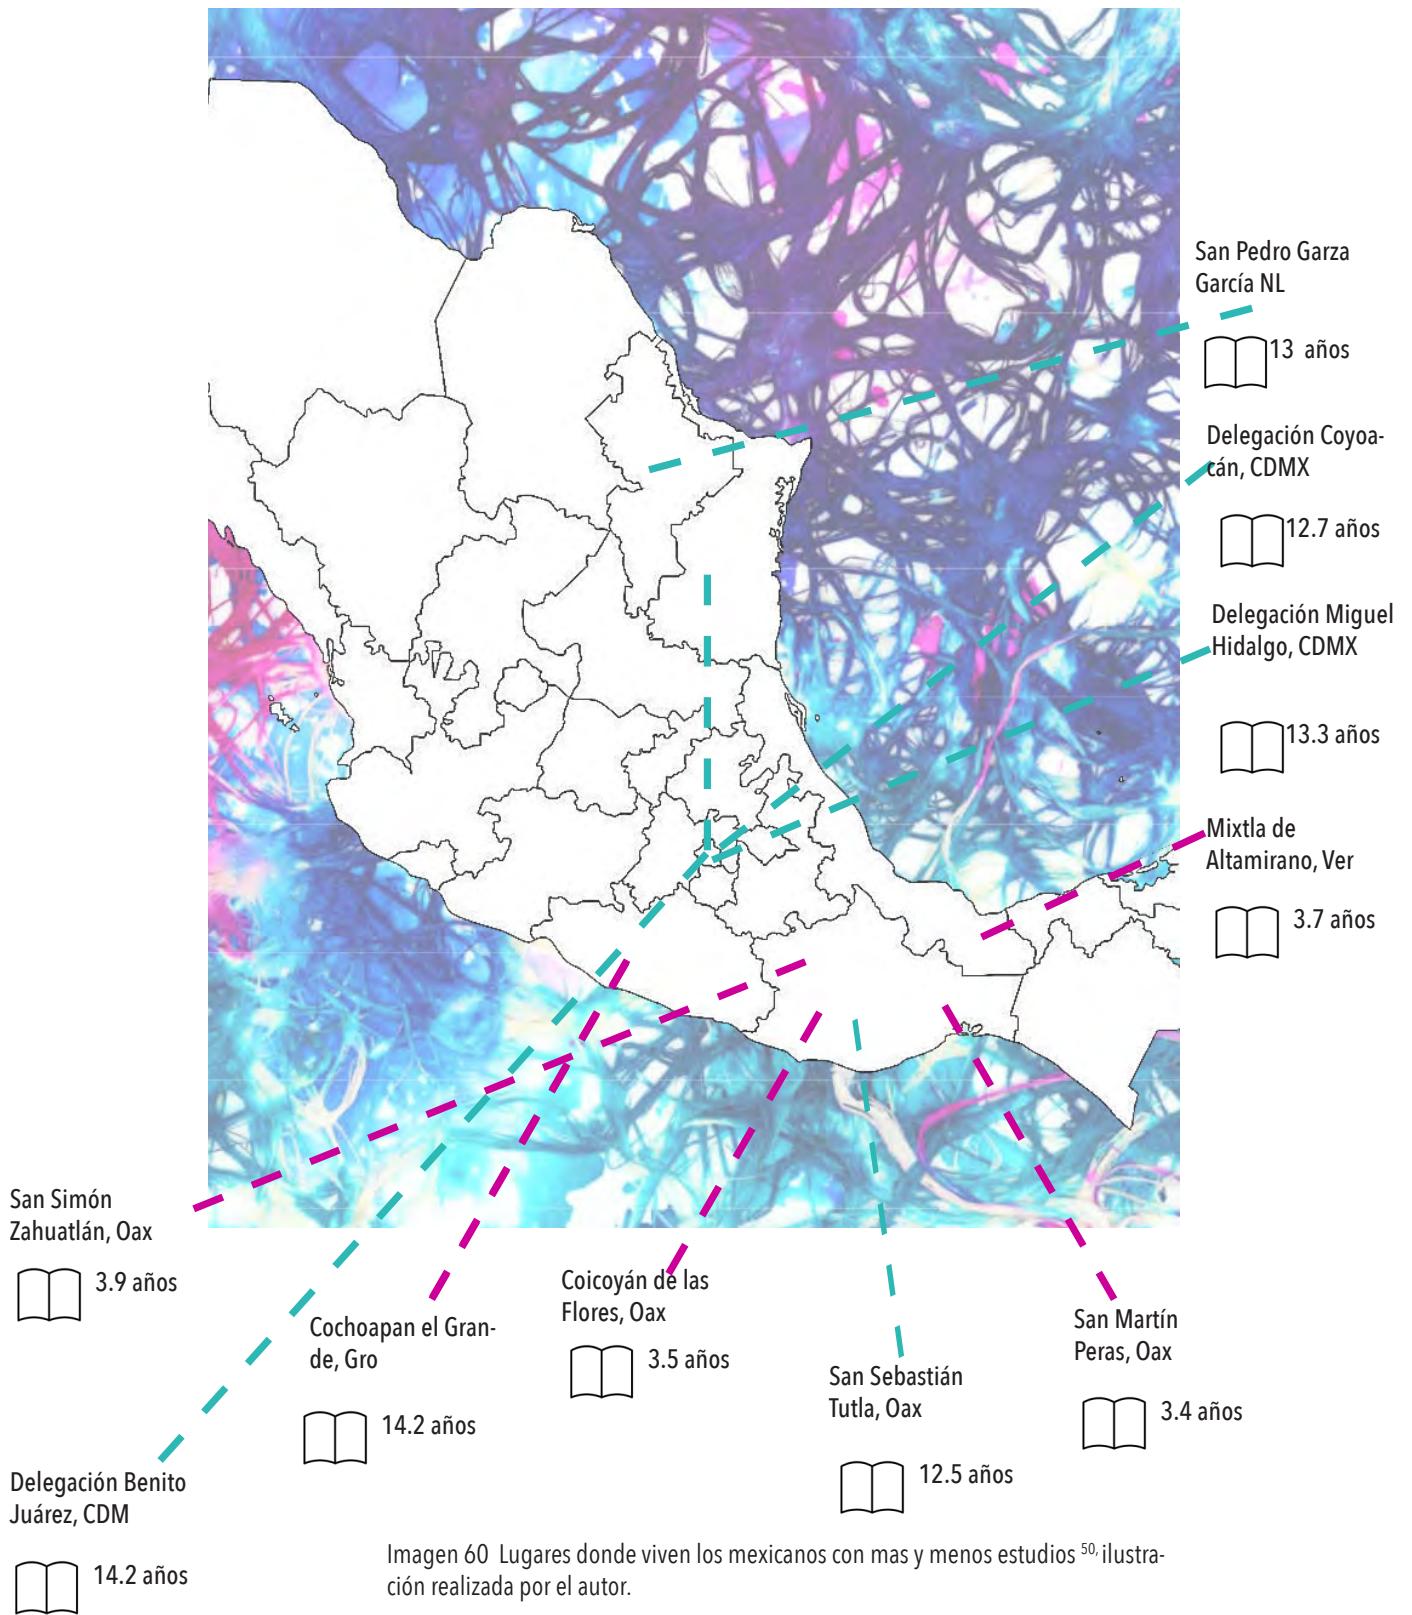 San Pedro Garza
García NL
13 años
Delegación Coyoa-
cán, CDMX
12.7 años
Delegación Miguel
Hidalgo, CDMX
13.3 años
Mixtla de
Altamirano, Ver
3.7 años
San Simón
Zahuatlán, Oax
3.9 años
Cochoapan el Gran-
de, Gro
14.2 años
Coicoyán de las
Flores, Oax
3.5 años
San Sebastián
Tutla, Oax
12.5 años
San Martín
Peras, Oax
3.4 años
Delegación Benito
Juárez, CDM
14.2 años
Imagen 60 Lugares donde viven los mexicanos con mas y menos estudios 50, ilustra-
ción realizada por el autor.